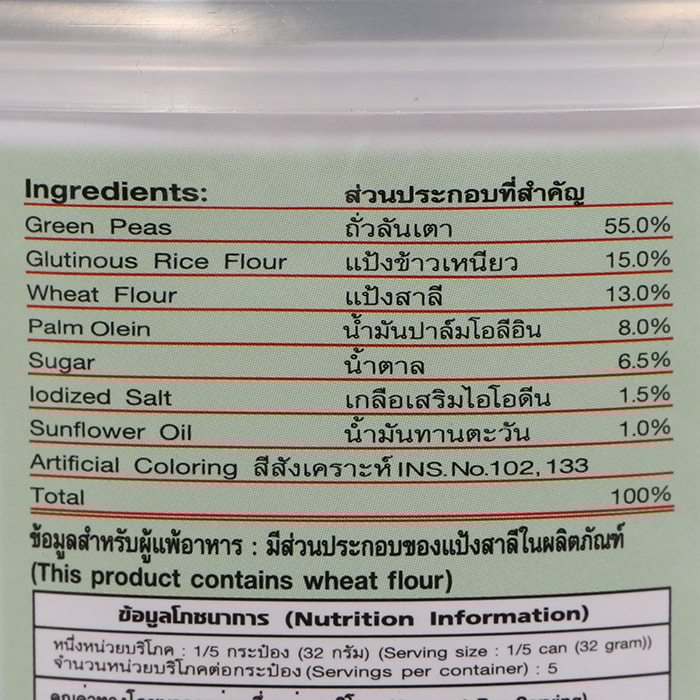 Ingredients: ส่วนประกอบที่สำคัญ
Green Peas ถั่วลันเตา 55.0%
Glutinous Rice Flour แป้งข้าวเหนียว 15.0%
Wheat Flour แป้งสาลี 13.0%
Palm Olein น้ำมันปาล์มโอลีอิน 8.0%
Sugar น้ำตาล 6.5%
Iodized Salt เกลือเสริมไอโอดีน 1.5%
Sunflower Oil น้ำมันทานตะวัน 1.0%
Artificial Coloring สีสังเคราะห์ INS.No.102, 133
Total 100%
ข้อมูลสำหรับผู้แพ้อาหาร : มีส่วนประกอบของแป้งสาลีในผลิตภัณฑ์
(This product contains wheat flour)
ข้อมูลโภชนาการ (Nutrition Information)
หนึ่งหน่วยบริโภค : 1/5 กระป๋อง (32 กรัม) (Serving size : 1/5 can (32 gram))
จำนวนหน่วยบริโภคต่อกระป๋อง (Servings per container) : 5